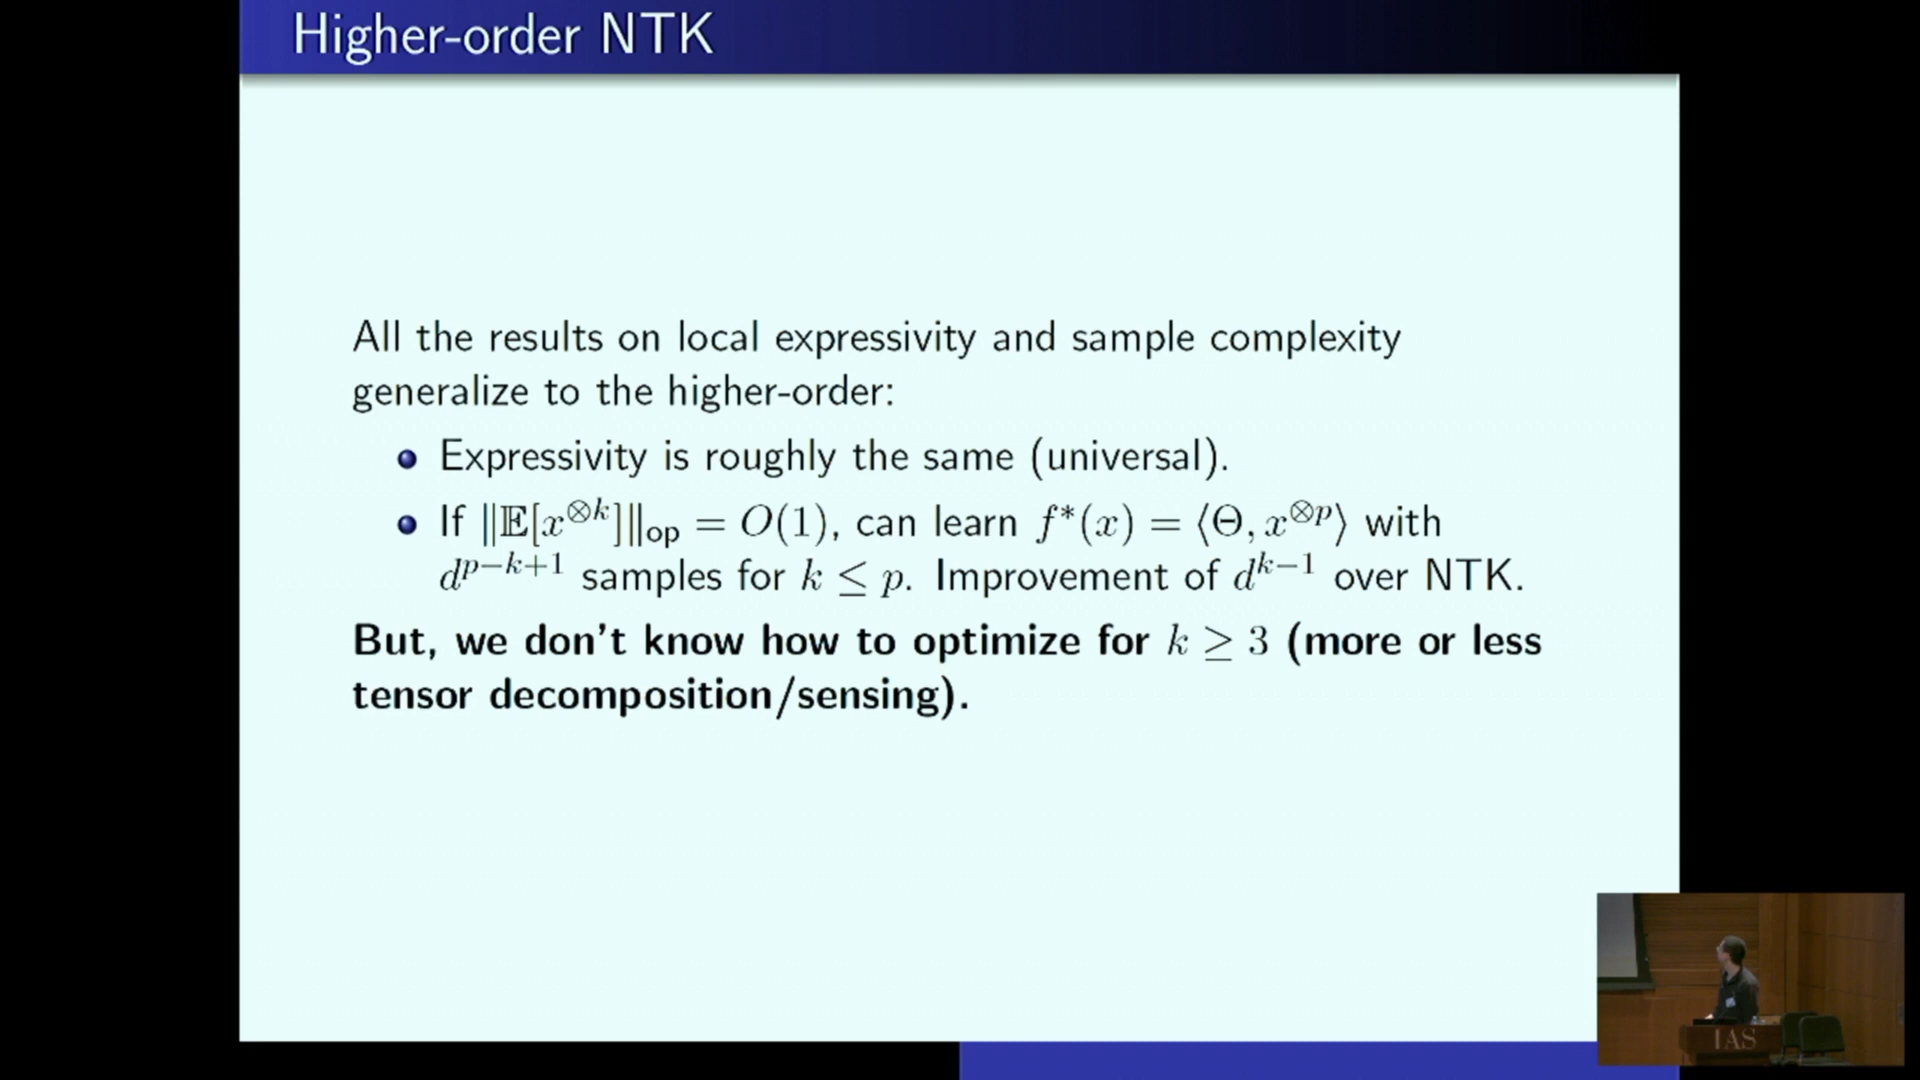 Higher-order NTK
All the results on local expressivity and sample complexity
generalize to the higher-order:
Expressivity is roughly the same (universal).
If ‖𝔼[x^{⊗k}]‖_{op} = O(1), can learn f*(x) = ⟨Θ, x^{⊗p}⟩ with
d^{p−k+1} samples for k ≤ p. Improvement of d^{k−1} over NTK.
But, we don't know how to optimize for k ≥ 3 (more or less
tensor decomposition/sensing).
IAS